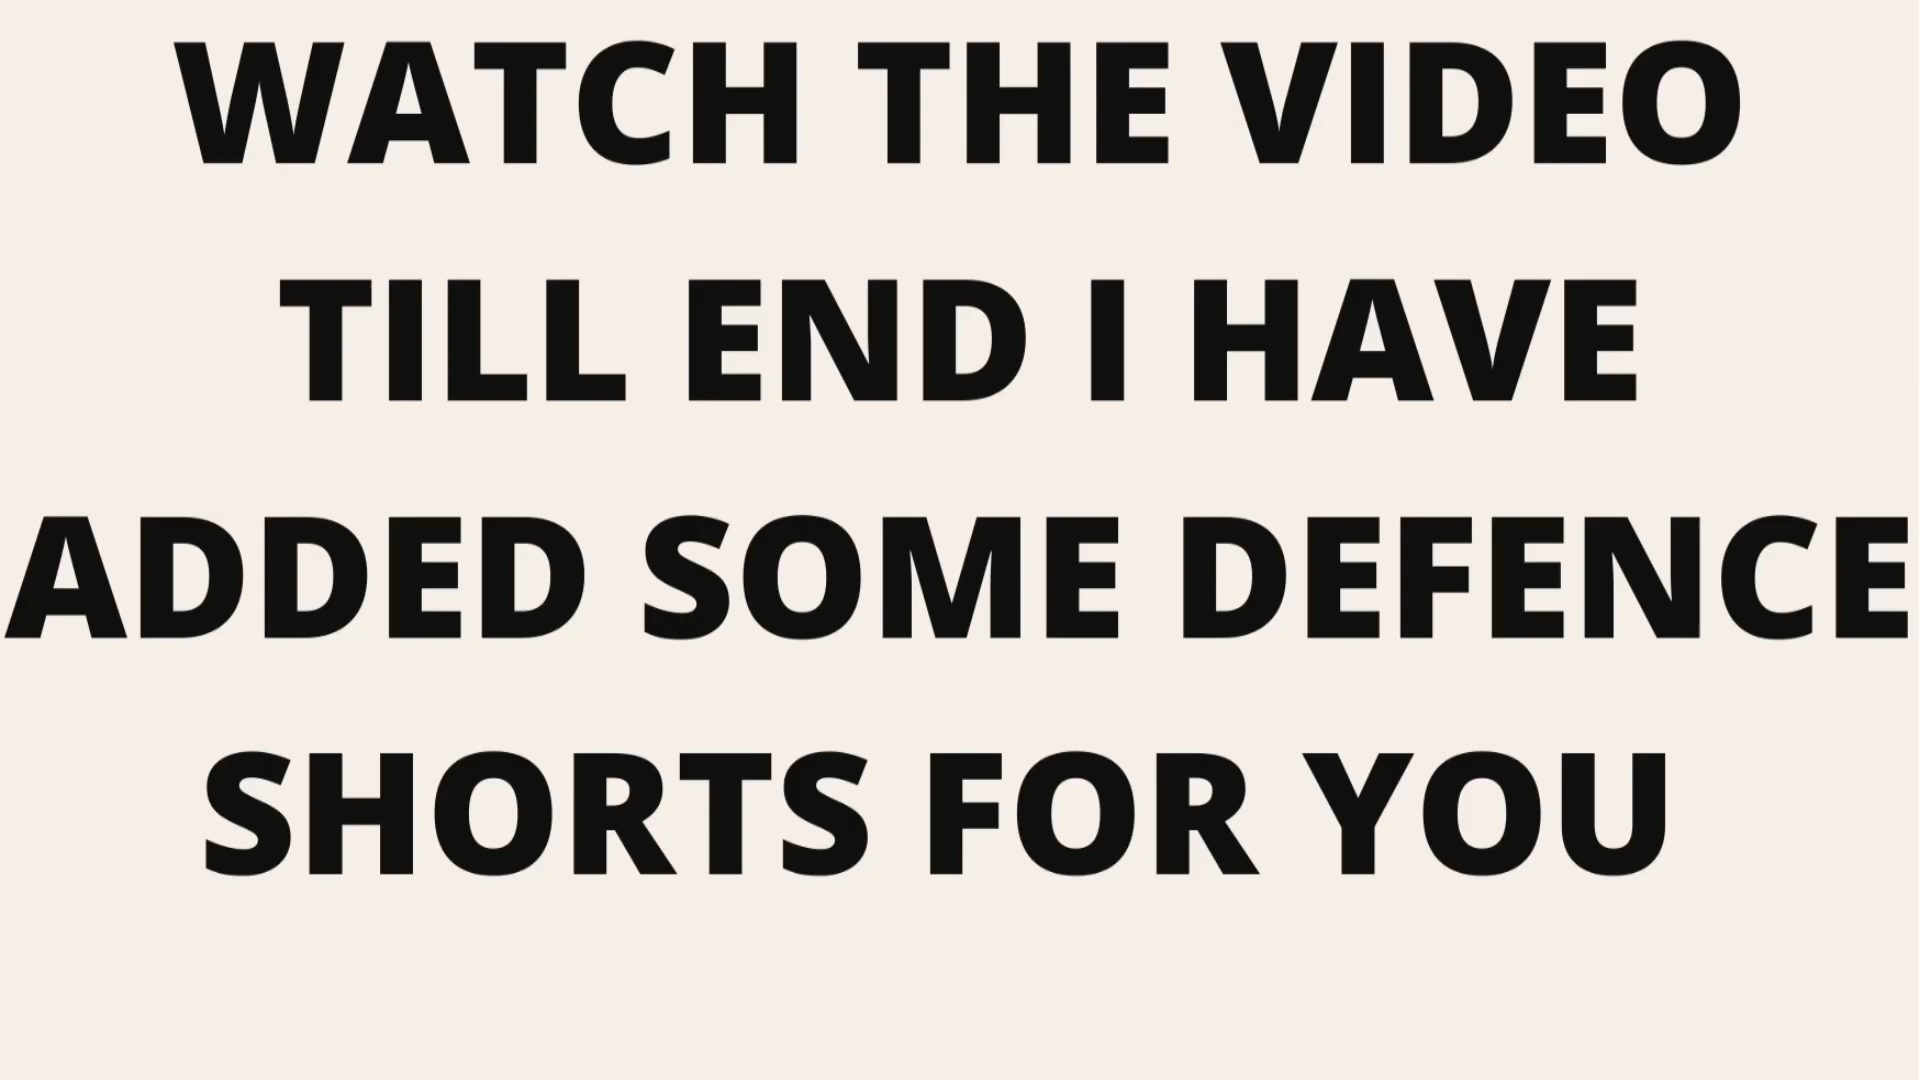 WATCH THE VIDEO
TILL END I HAVE
ADDED SOME DEFENCE
SHORTS FOR YOU